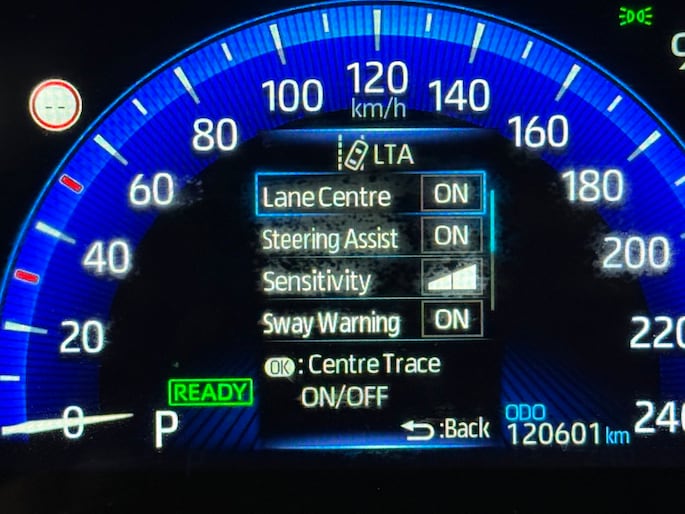 120
km/h
100
140
80
160
60
180
40
200
20
220
0
240
--
LTA
Lane Centre ON
Steering Assist ON
Sensitivity
Sway Warning ON
OK : Centre Trace
ON/OFF
:Back
READY
P
ODO
120601 km